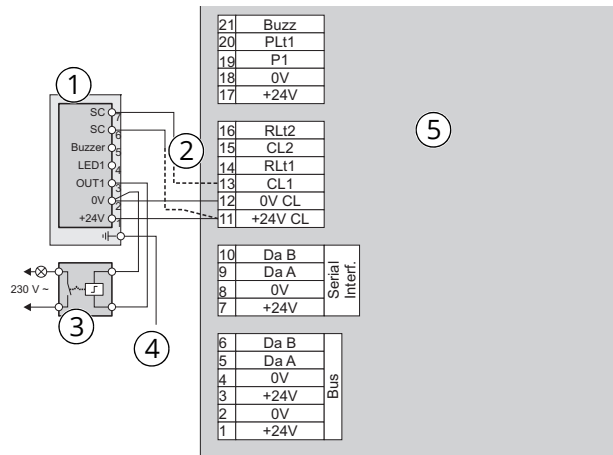 21 Buzz
20 PLt1
19 P1
18 0V
17 +24V
1
SC 7
SC 6
Buzzer 5
LED1 4
OUT1 3
0V 2
+24V 1
2
16 RLt2
15 CL2
14 RLt1
13 CL1
12 0V CL
11 +24V CL
5
10 Da B
9 Da A
8 0V
7 +24V
Serial
Interf.
230 V ~
3
4
6 Da B
5 Da A
4 0V
3 +24V
2 0V
1 +24V
Bus